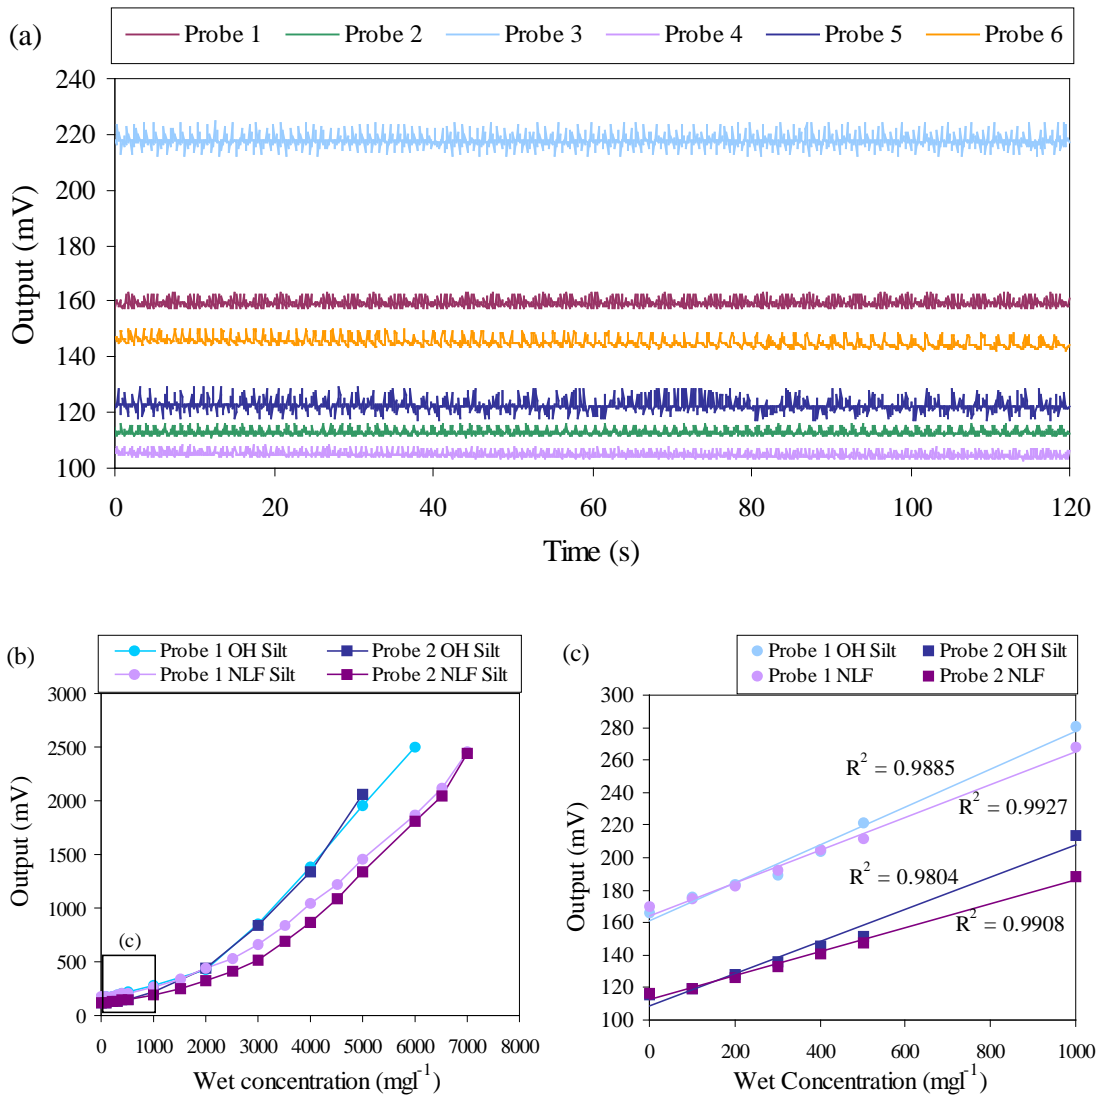 (a)
Probe 1 Probe 2 Probe 3 Probe 4 Probe 5 Probe 6
240
220
200
180
160
140
120
100
Output (mV)
0 20 40 60 80 100 120
Time (s)
(b)
Probe 1 OH Silt Probe 2 OH Silt
Probe 1 NLF Silt Probe 2 NLF Silt
3000
2500
2000
1500
1000
500
0
Output (mV)
(c)
0 1000 2000 3000 4000 5000 6000 7000 8000
Wet concentration (mgl⁻¹)
(c)
Probe 1 OH Silt Probe 2 OH Silt
Probe 1 NLF Probe 2 NLF
300
280
260
240
220
200
180
160
140
120
100
Output (mV)
R² = 0.9885
R² = 0.9927
R² = 0.9804
R² = 0.9908
0 200 400 600 800 1000
Wet Concentration (mgl⁻¹)